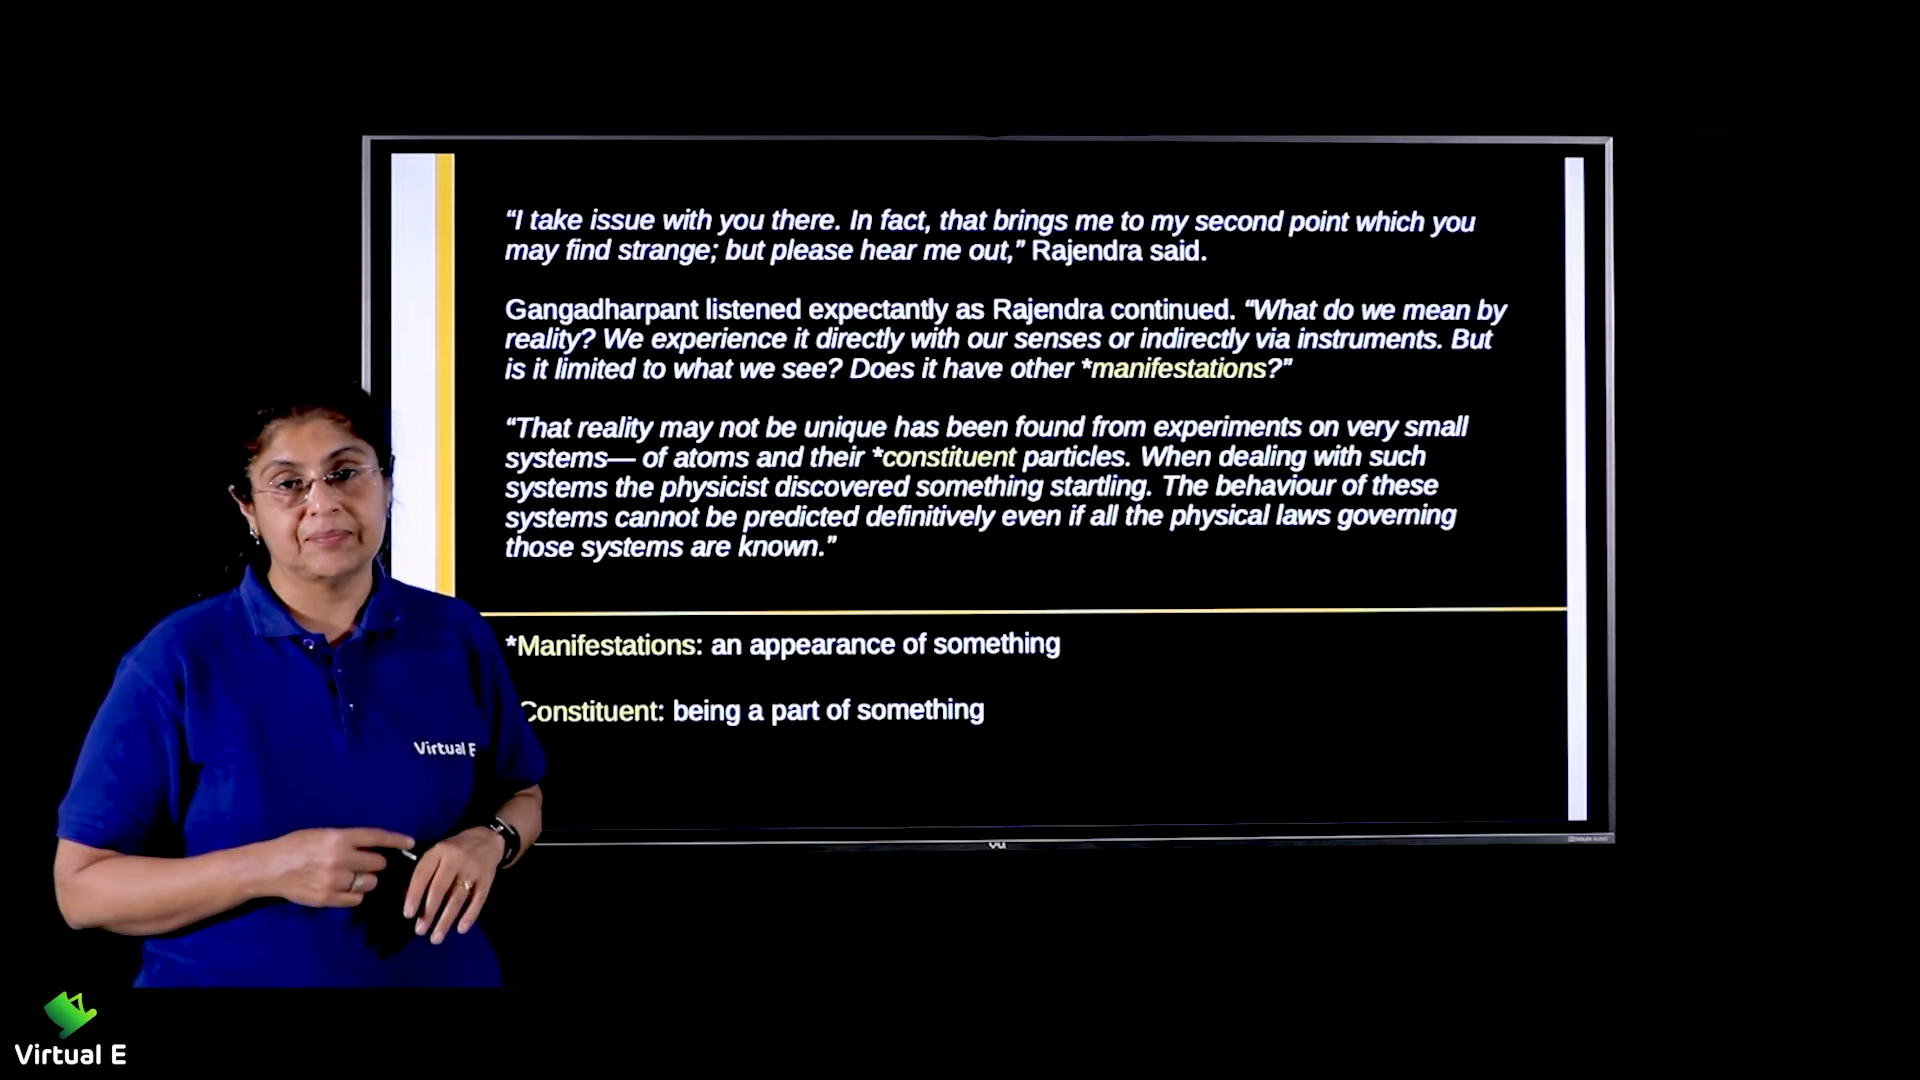 “I take issue with you there. In fact, that brings me to my second point which you
may find strange; but please hear me out,” Rajendra said.
Gangadharpant listened expectantly as Rajendra continued. “What do we mean by
reality? We experience it directly with our senses or indirectly via instruments. But
is it limited to what we see? Does it have other *manifestations?”
“That reality may not be unique has been found from experiments on very small
systems— of atoms and their *constituent particles. When dealing with such
systems the physicist discovered something startling. The behaviour of these
systems cannot be predicted definitively even if all the physical laws governing
those systems are known.”
*Manifestations: an appearance of something
Constituent: being a part of something
Virtual E
Virtual E